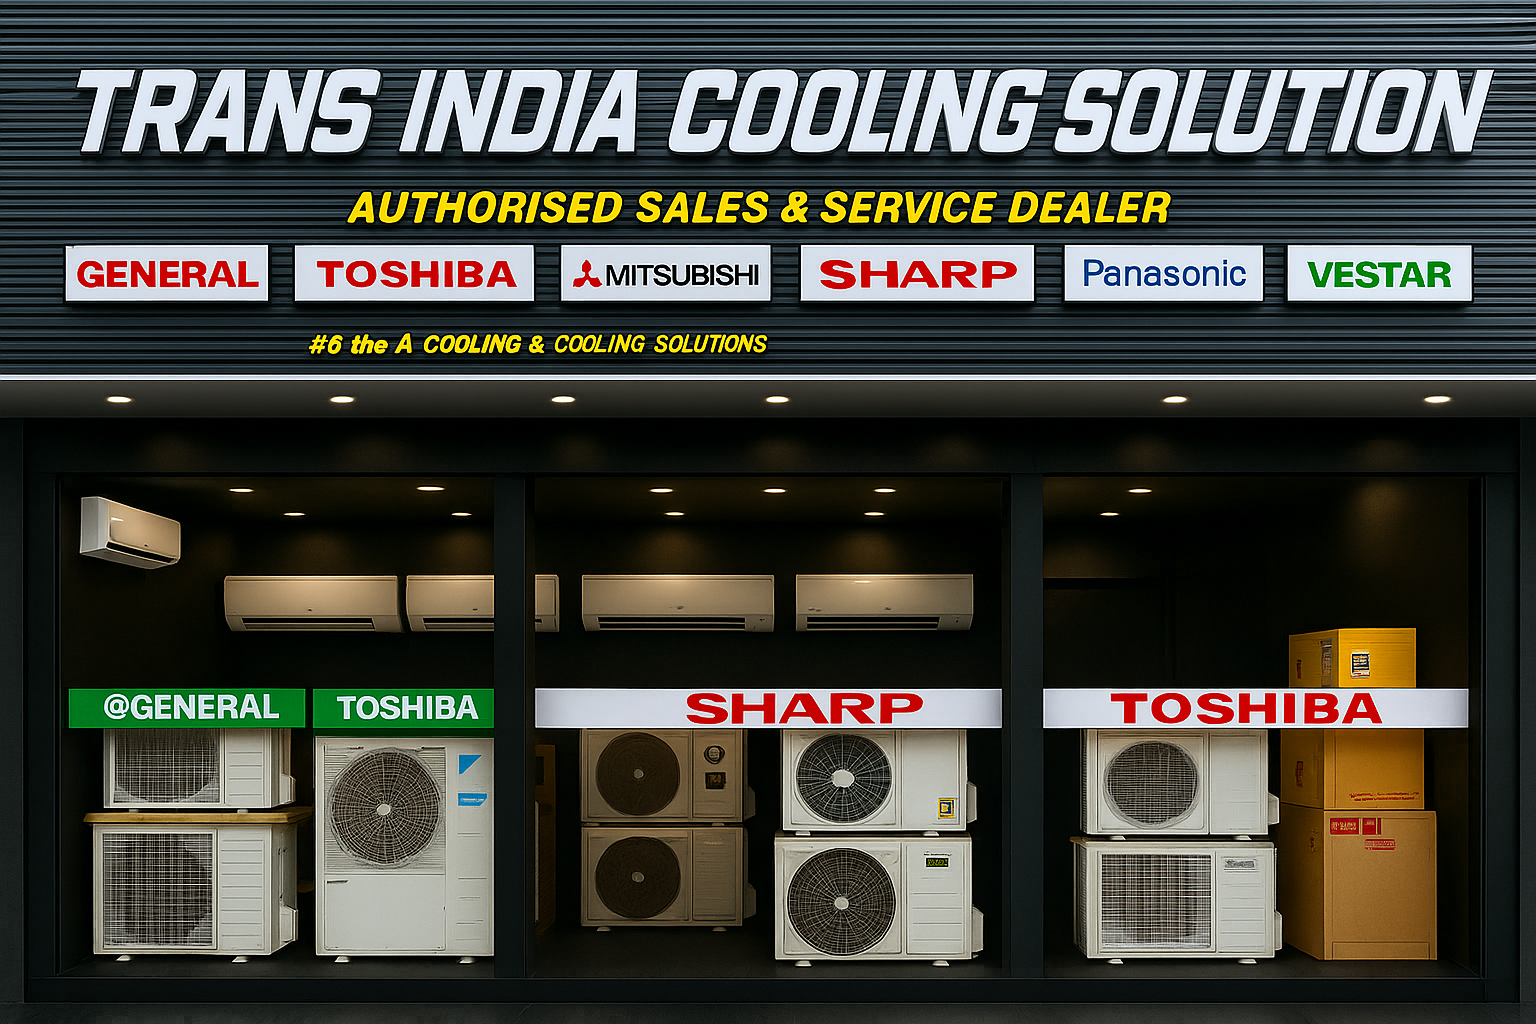 TRANS INDIA COOLING SOLUTION
AUTHORISED SALES & SERVICE DEALER
GENERAL TOSHIBA MITSUBISHI SHARP Panasonic VESTAR
#6 the A COOLING & COOLING SOLUTIONS
@GENERAL TOSHIBA SHARP TOSHIBA